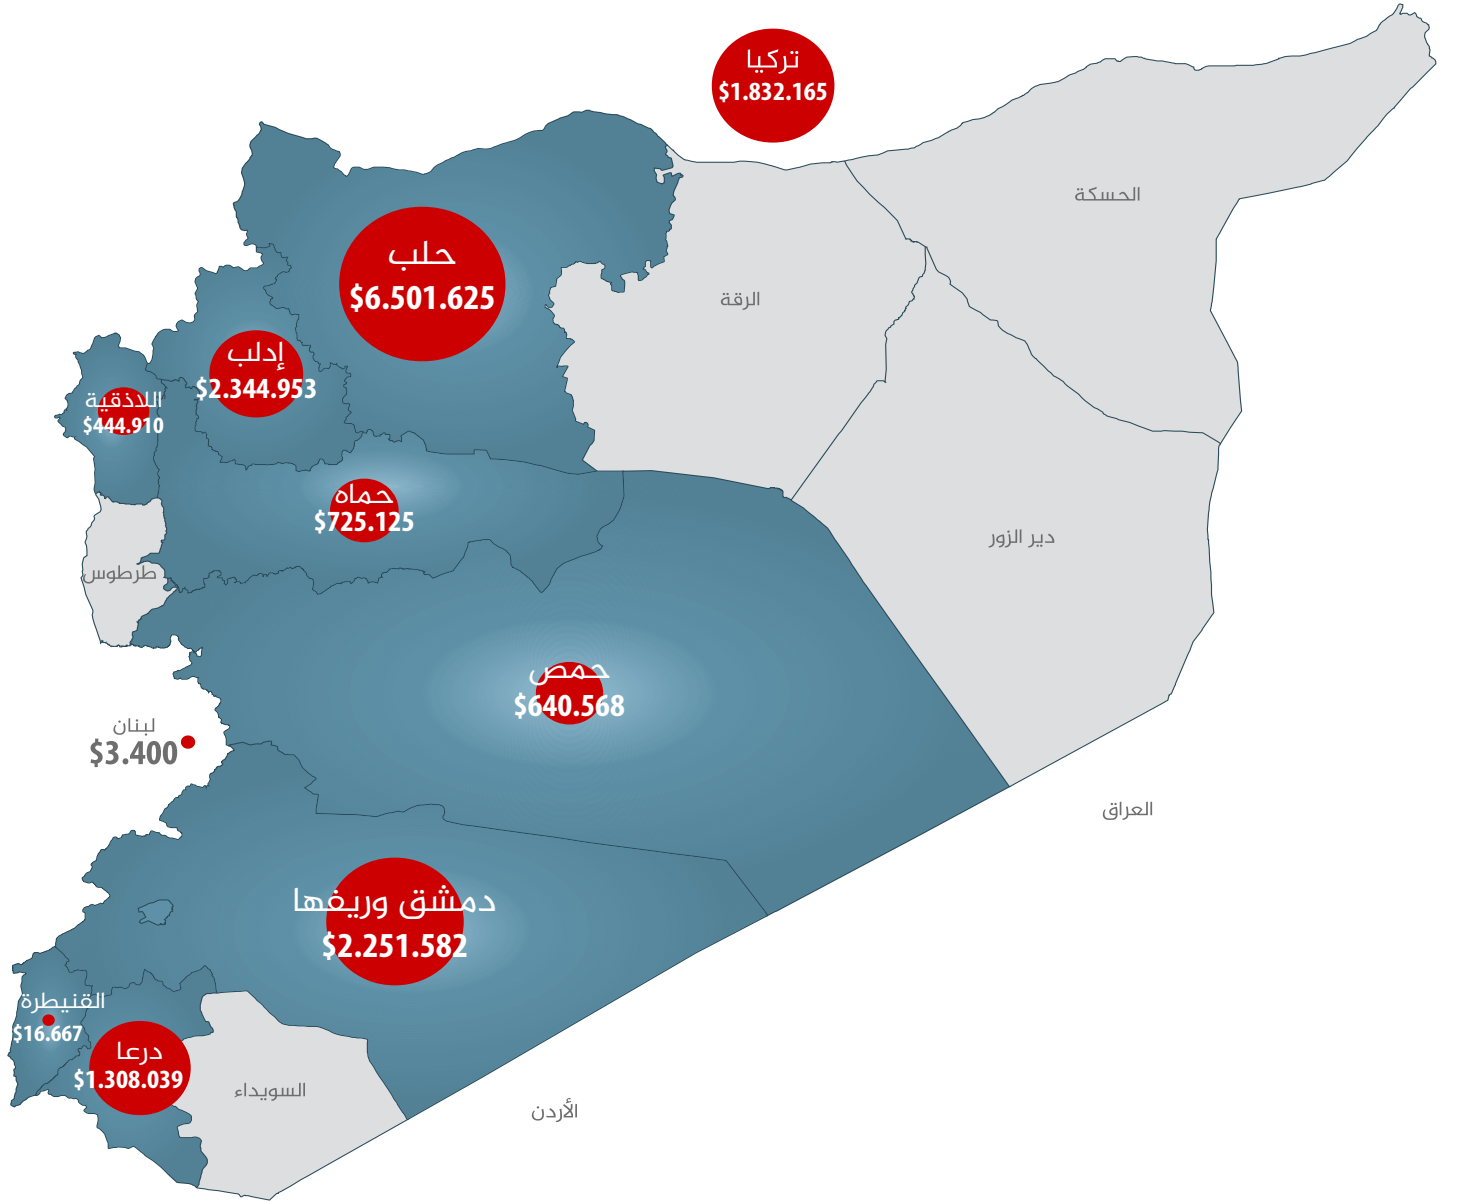 تركيا
$1.832.165
الحسكة
حلب
$6.501.625
الرقة
إدلب
$2.344.953
اللاذقية
$444.910
حماه
$725.125
دير الزور
طرطوس
حمص
$640.568
لبنان
$3.400
العراق
دمشق وريفها
$2.251.582
القنيطرة
$16.667
درعا
$1.308.039
السويداء
الأردن